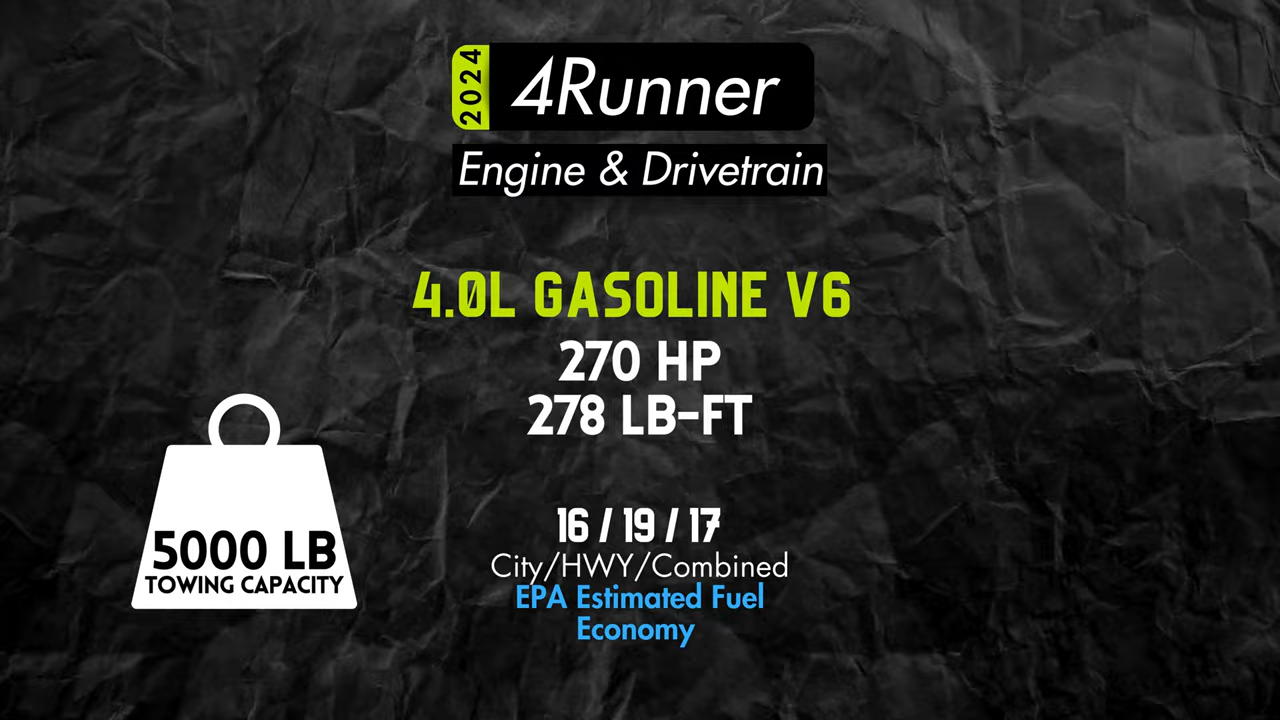 2024 4Runner
Engine & Drivetrain
4.0L GASOLINE V6
270 HP
278 LB-FT
5000 LB
TOWING CAPACITY
16 / 19 / 17
City/HWY/Combined
EPA Estimated Fuel
Economy